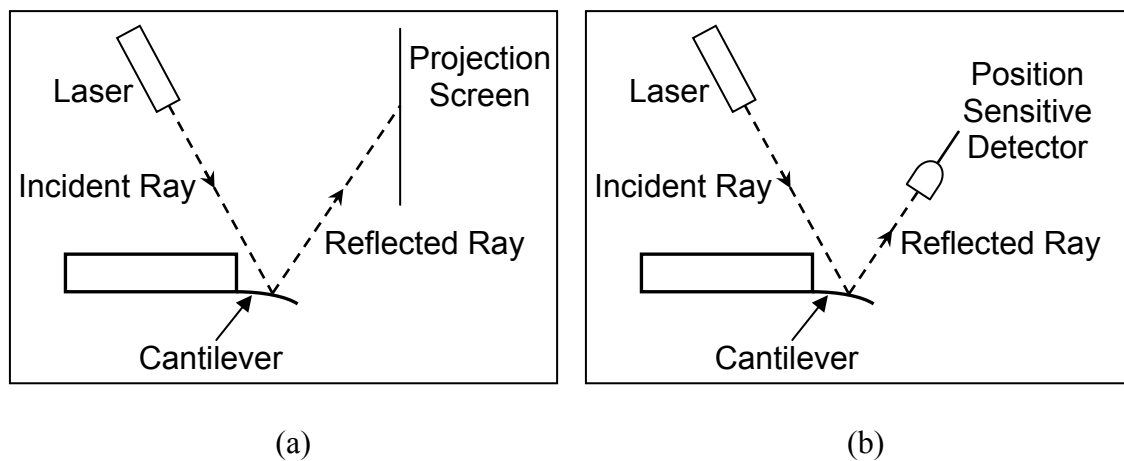 Laser
Projection
Screen
Incident Ray
Reflected Ray
Cantilever
(a)
Laser
Position
Sensitive
Detector
Incident Ray
Reflected Ray
Cantilever
(b)